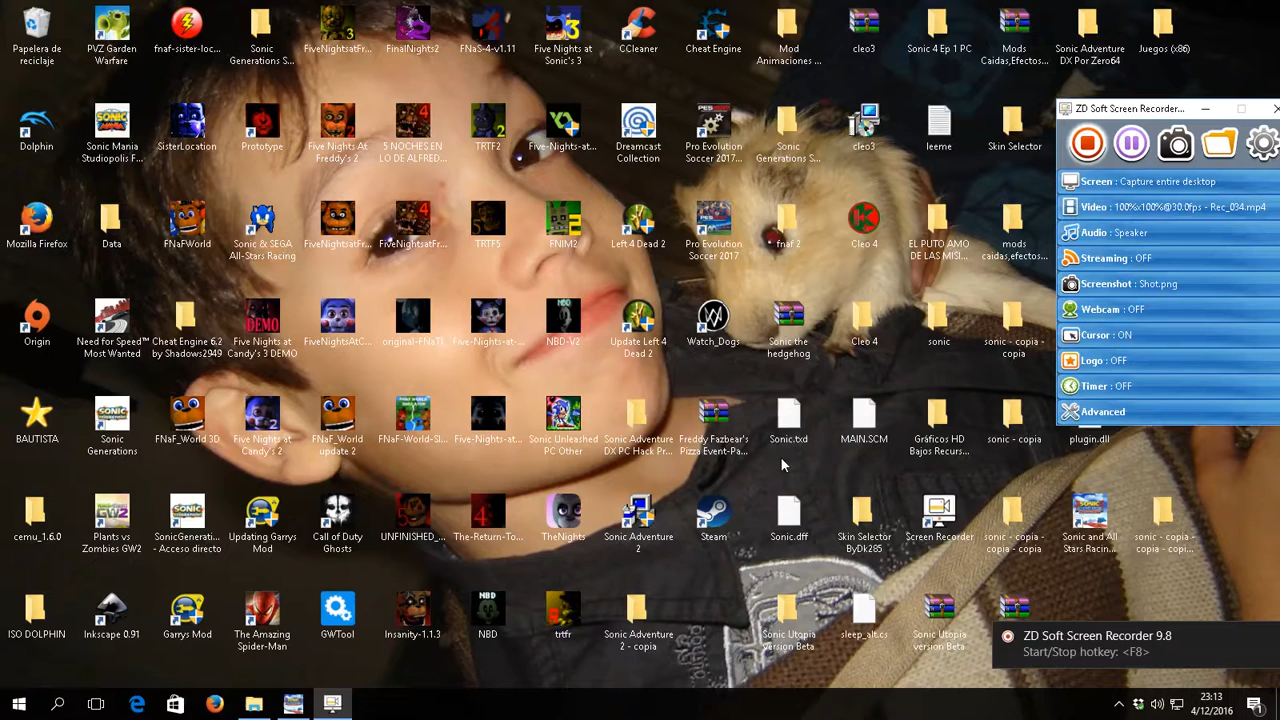 Papelera de
reciclaje
PVZ Garden
Warfare
fnaf-sister-loc...
Sonic
Generations S...
FiveNightsatFr...
FinalNights2
FNaS-4-v1.11
Five Nights at
Sonic's 3
CCleaner
Cheat Engine
Mod
Animaciones ...
cleo3
Sonic 4 Ep 1 PC
Mods
Caidas,Efectos...
Sonic Adventure
DX Por Zero64
Juegos (x86)
Dolphin
Sonic Mania
Studiopolis F...
SisterLocation
Prototype
Five Nights At
Freddy's 2
5 NOCHES EN
LO DE ALFRED...
TRTF2
Five-Nights-at...
Dreamcast
Collection
Pro Evolution
Soccer 2017...
Sonic
Generations S...
cleo3
leeme
Skin Selector
Mozilla Firefox
Data
FNaFWorld
Sonic & SEGA
All-Stars Racing
FiveNightsatFr...
FiveNightsatFr...
TRTF5
FNIM2
Left 4 Dead 2
Pro Evolution
Soccer 2017
fnaf 2
Cleo 4
EL PUTO AMO
DE LAS MISI...
mods
caidas,efectos...
Origin
Need for Speed™
Most Wanted
Cheat Engine 6.2
by Shadows2949
Five Nights at
Candy's 3 DEMO
FiveNightsAtC...
original-FNaTI
Five-Nights-at-...
NBD-V2
Update Left 4
Dead 2
Watch_Dogs
Sonic the
hedgehog
Cleo 4
sonic
sonic - copia -
copia
BAUTISTA
Sonic
Generations
FNaF_World 3D
Five Nights at
Candy's 2
FNaF_World
update 2
FNaF-World-SI...
Five-Nights-at...
Sonic Unleashed
PC Other
Sonic Adventure
DX PC Hack Pr...
Freddy Fazbear's
Pizza Event-Pa...
Sonic.txd
MAIN.SCM
Gráficos HD
Bajos Recurs...
sonic - copia
plugin.dll
cemu_1.6.0
Plants vs
Zombies GW2
SonicGenerati...
- Acceso directo
Updating Garrys
Mod
Call of Duty
Ghosts
UNFINISHED_...
The-Return-To...
TheNights
Sonic Adventure
2
Steam
Sonic.dff
Skin Selector
ByDk285
Screen Recorder
sonic - copia -
copia - copia
Sonic and All
Stars Racin...
sonic - copia -
copia - copi...
ISO DOLPHIN
Inkscape 0.91
Garrys Mod
The Amazing
Spider-Man
GWTool
Insanity-1.1.3
NBD
trtfr
Sonic Adventure
2 - copia
Sonic Utopia
version Beta
sleep_alt.cs
Sonic Utopia
version Beta
ZD Soft Screen Recorder...
Screen : Capture entire desktop
Video : 100%x100%@30.0fps - Rec_034.mp4
Audio : Speaker
Streaming : OFF
Screenshot : Shot.png
Webcam : OFF
Cursor : ON
Logo : OFF
Timer : OFF
Advanced
ZD Soft Screen Recorder 9.8
Start/Stop hotkey: <F8>
23:13
4/12/2016